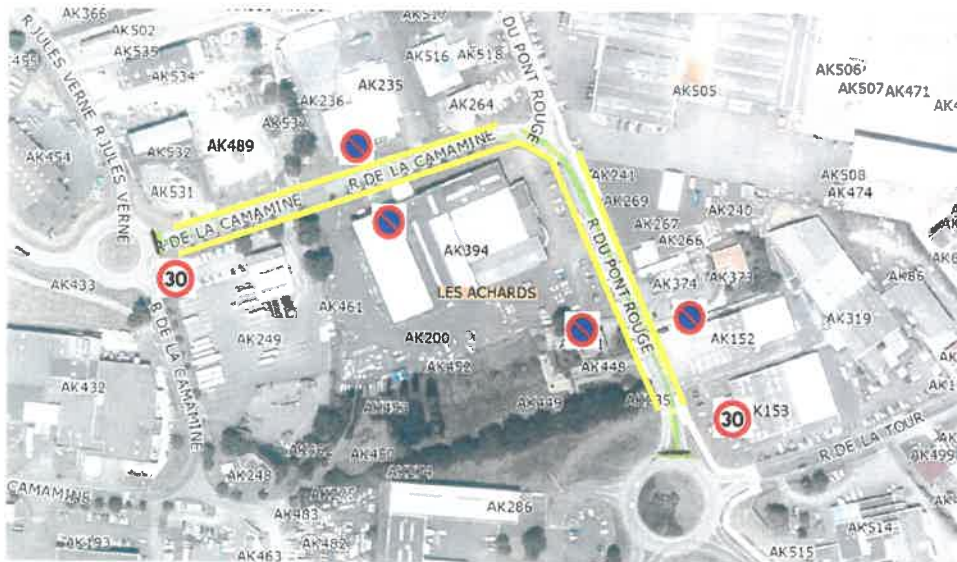 AK366
AK502
AK535
AK534
AK517
AK516
AK518
AK235
AK236
AK264
AK505
AK506
AK507
AK471
R JULES VERNE
R JULES VERNE
DU PONT ROUGE
AK454
AK532
AK489
AK531
R DE LA CAMAMINE
R DE LA CAMAMINE
AK241
AK269
AK508
AK474
AK267
AK240
AK266
R DU PONT ROUGE
AK394
AK374
AK373
AK86
30
AK433
AK461
LES ACHARDS
AK249
AK200
AK152
AK319
R DE LA CAMAMINE
AK432
AK448
AK449
30
K153
R DE LA TOUR
AK248
AK450
CAMAMINE
AK286
AK483
AK193
AK463
AK482
AK514
AK515